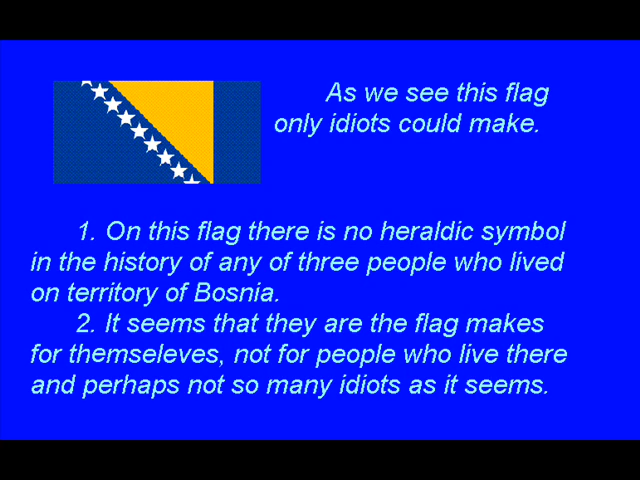 As we see this flag
only idiots could make.
1. On this flag there is no heraldic symbol
in the history of any of three people who lived
on territory of Bosnia.
2. It seems that they are the flag makes
for themseleves, not for people who live there
and perhaps not so many idiots as it seems.